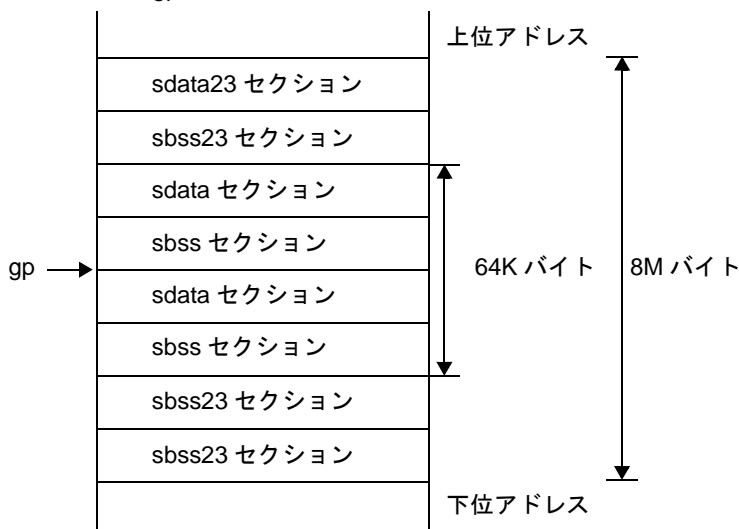 上位アドレス
sdata23 セクション
sbss23 セクション
sdata セクション
sbss セクション
gp
64K バイト
8M バイト
sdata セクション
sbss セクション
sbss23 セクション
sbss23 セクション
下位アドレス